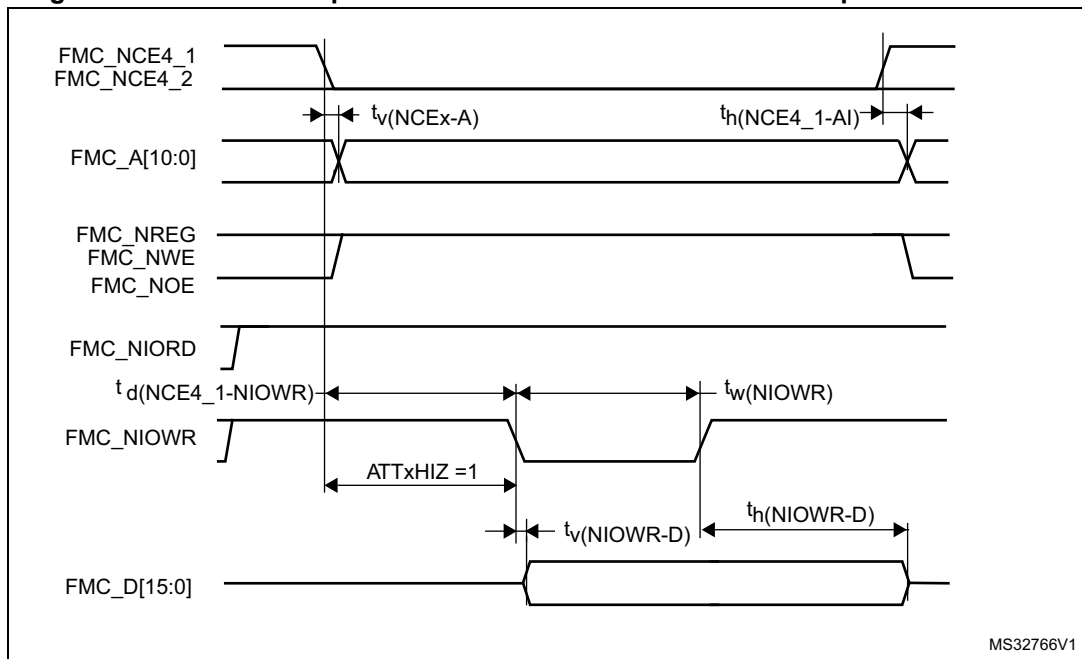 FMC_NCE4_1
FMC_NCE4_2
tv(NCEx-A)
th(NCE4_1-AI)
FMC_A[10:0]
FMC_NREG
FMC_NWE
FMC_NOE
FMC_NIORD
td(NCE4_1-NIOWR)
tw(NIOWR)
FMC_NIOWR
ATTxHIZ =1
th(NIOWR-D)
tv(NIOWR-D)
FMC_D[15:0]
MS32766V1